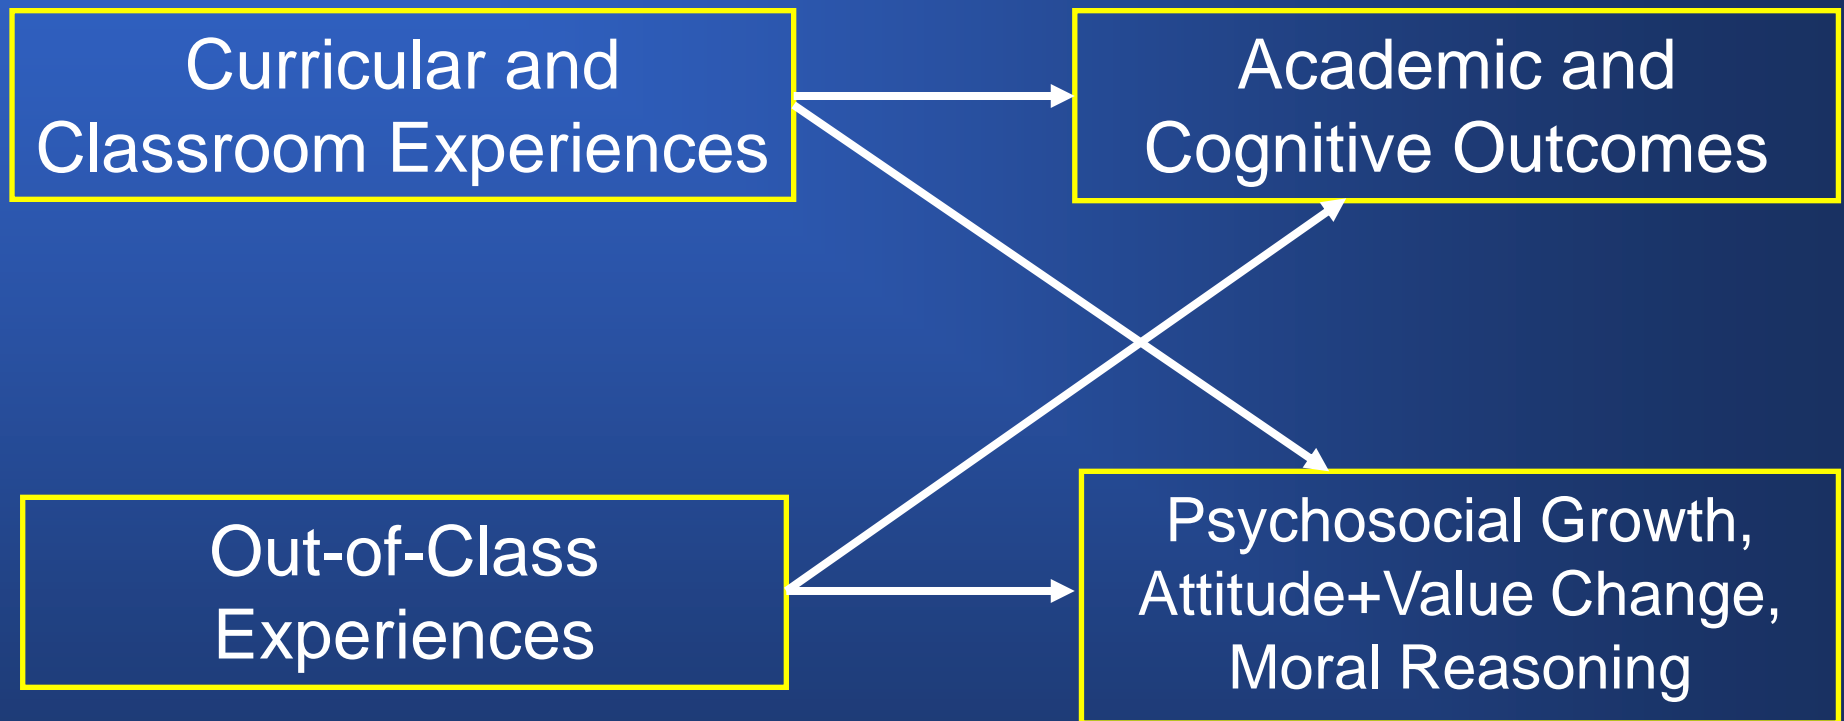 Curricular and
Classroom Experiences
Academic and
Cognitive Outcomes
Out-of-Class
Experiences
Psychosocial Growth,
Attitude+Value Change,
Moral Reasoning